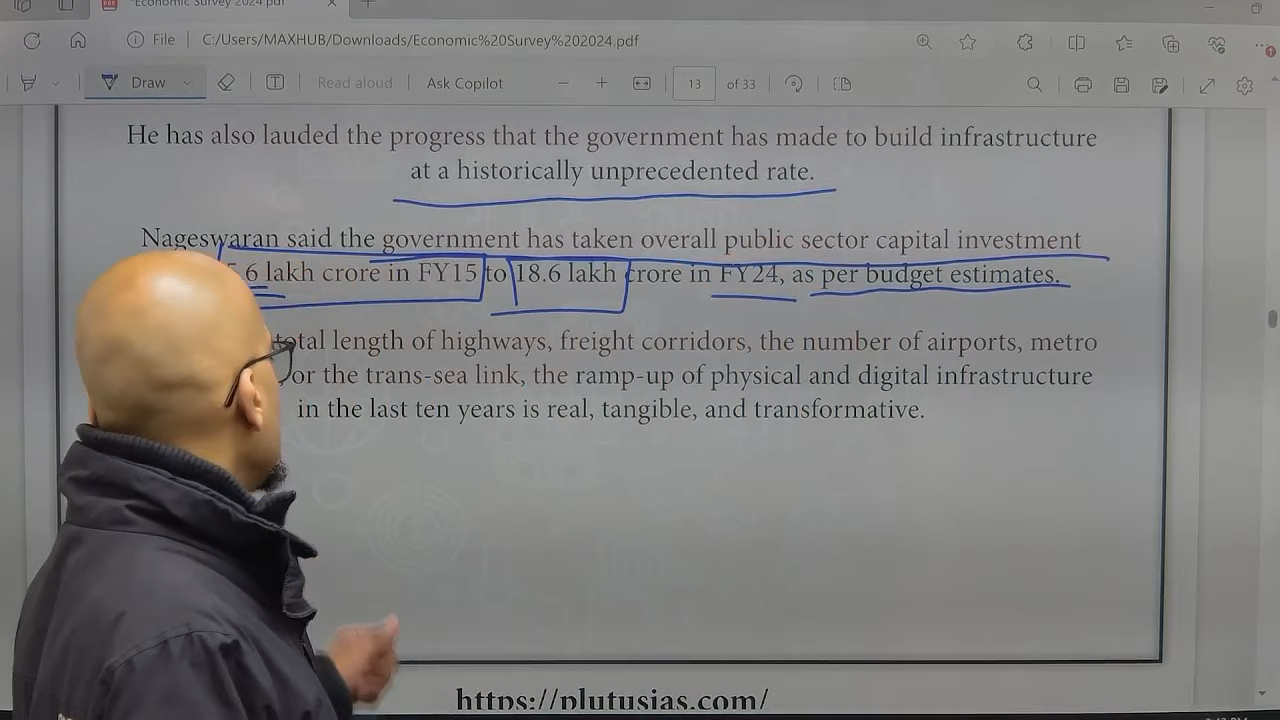 Economic Survey 2024.pdf
File
C:/Users/MAXHUB/Downloads/Economic%20Survey%202024.pdf
Draw
Read aloud
Ask Copilot
13 of 33
He has also lauded the progress that the government has made to build infrastructure
at a historically unprecedented rate.
Nageswaran said the government has taken overall public sector capital investment
5.6 lakh crore in FY15 to 18.6 lakh crore in FY24, as per budget estimates.
total length of highways, freight corridors, the number of airports, metro
or the trans-sea link, the ramp-up of physical and digital infrastructure
in the last ten years is real, tangible, and transformative.
https://plutusias.com/